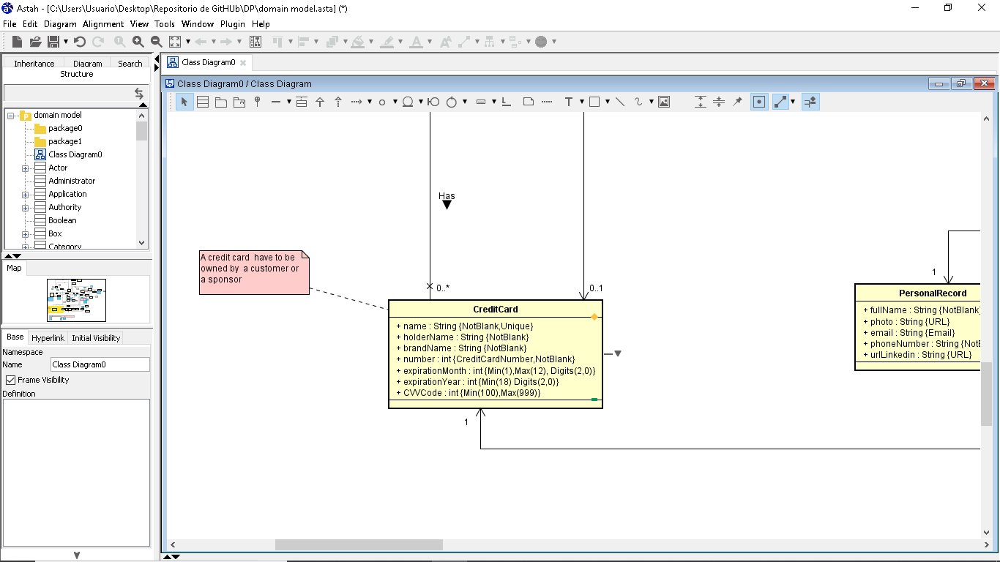 Astah - [C:\Users\Usuario\Desktop\Repositorio de GitHUb\DP\domain model.asta] (*)
File Edit Diagram Alignment View Tools Window Plugin Help
Inheritance Diagram Search
Structure
domain model
package0
package1
Class Diagram0
Actor
Administrator
Application
Authority
Boolean
Box
Category
Map
Base Hyperlink Initial Visibility
Namespace
Name Class Diagram0
Frame Visibility
Definition
Class Diagram0
Class Diagram0 / Class Diagram
Has
A credit card  have to be
owned by  a customer or
a sponsor
0..*
0..1
CreditCard
+ name : String {NotBlank,Unique}
+ holderName : String {NotBlank}
+ brandName : String {NotBlank}
+ number : int {CreditCardNumber,NotBlank}
+ expirationMonth : int {Min(1),Max(12), Digits(2,0)}
+ expirationYear : int {Min(18) Digits(2,0)}
+ CVVCode : int {Min(100),Max(999)}
1
1
PersonalRecord
+ fullName : String {NotBlank
+ photo : String {URL}
+ email : String {Email}
+ phoneNumber : String {NotB
+ urlLinkedin : String {URL}